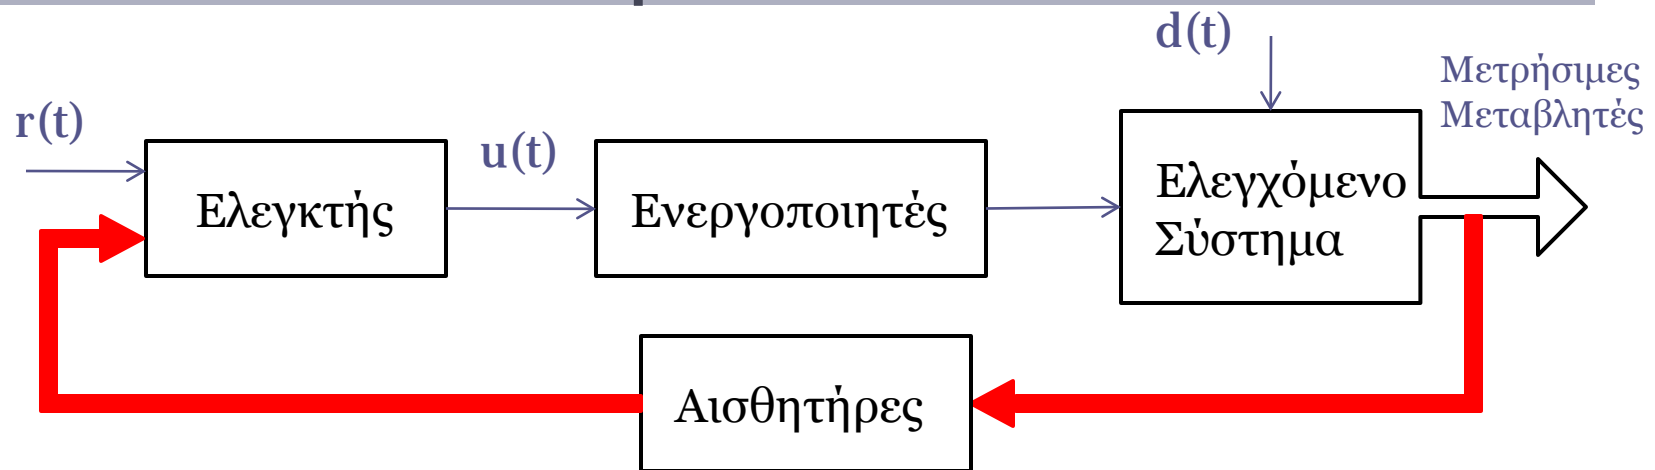 d(t)
Μετρήσιμες
Μεταβλητές
r(t)
u(t)
Ελεγκτής
Ενεργοποιητές
Ελεγχόμενο
Σύστημα
Αισθητήρες